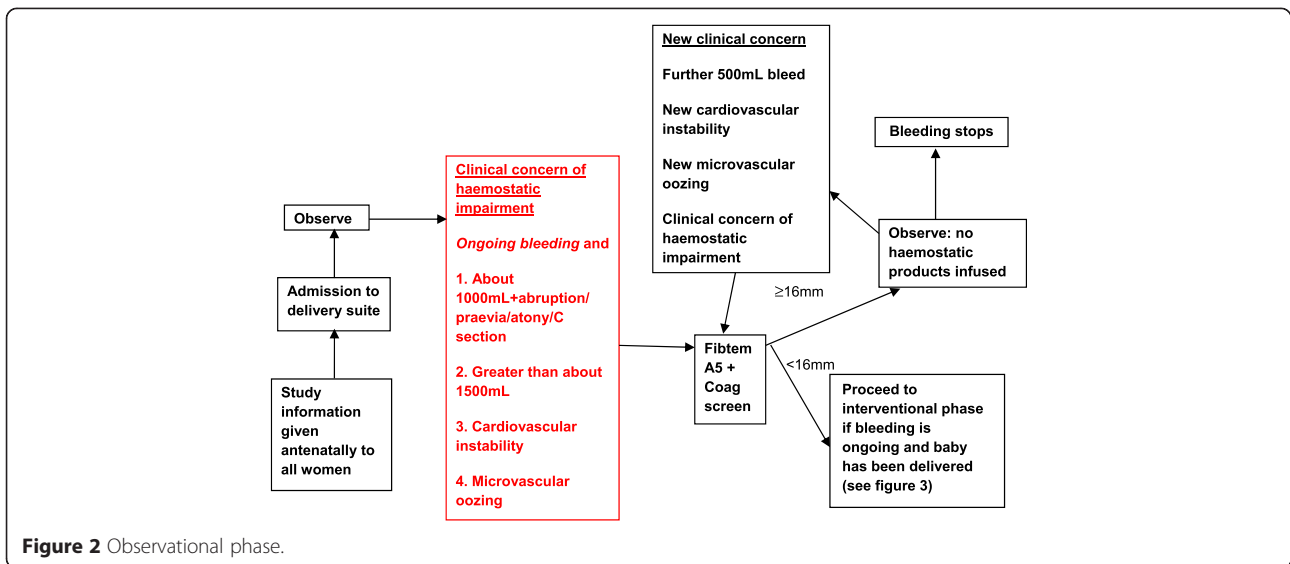 Study
information
given
antenatally to
all women
Admission to
delivery suite
Observe
Clinical concern of
haemostatic
impairment
Ongoing bleeding and
1. About
1000mL+abruption/
praevia/atony/C
section
2. Greater than about
1500mL
3. Cardiovascular
instability
4. Microvascular
oozing
New clinical concern
Further 500mL bleed
New cardiovascular
instability
New microvascular
oozing
Clinical concern of
haemostatic
impairment
Fibtem
A5 +
Coag
screen
≥16mm
<16mm
Observe: no
haemostatic
products infused
Bleeding stops
Proceed to
interventional phase
if bleeding is
ongoing and baby
has been delivered
(see figure 3)
Figure 2 Observational phase.